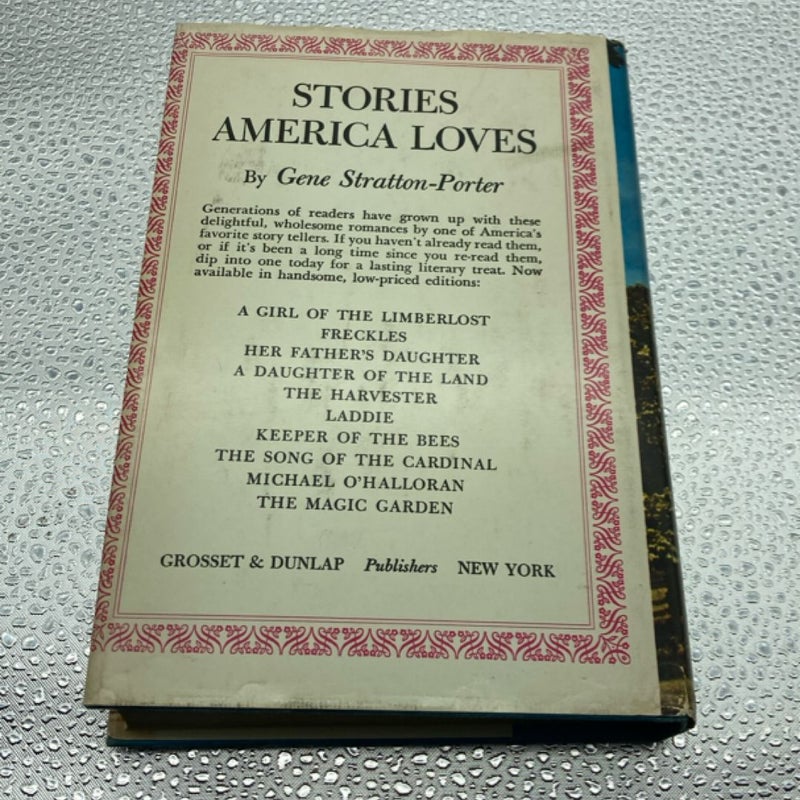 STORIES
AMERICA LOVES
By Gene Stratton-Porter
Generations of readers have grown up with these
delightful, wholesome romances by one of America's
favorite story tellers. If you haven't already read them,
or if it's been a long time since you re-read them,
dip into one today for a lasting literary treat. Now
available in handsome, low-priced editions:
A GIRL OF THE LIMBERLOST
FRECKLES
HER FATHER'S DAUGHTER
A DAUGHTER OF THE LAND
THE HARVESTER
LADDIE
KEEPER OF THE BEES
THE SONG OF THE CARDINAL
MICHAEL O'HALLORAN
THE MAGIC GARDEN
GROSSET & DUNLAP Publishers NEW YORK